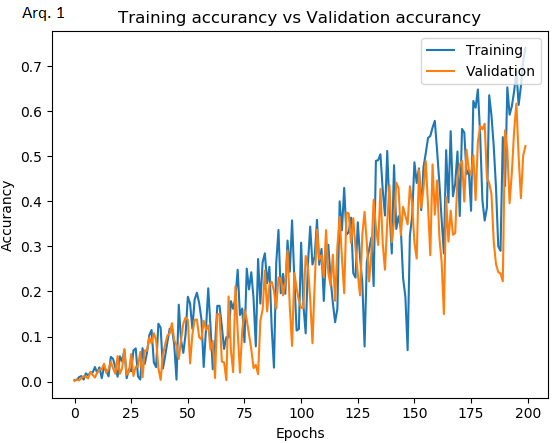 Arq. 1
Training accurancy vs Validation accurancy
Training
Validation
0.7
0.6
0.5
0.4
0.3
0.2
0.1
0.0
Accurancy
0 25 50 75 100 125 150 175 200
Epochs